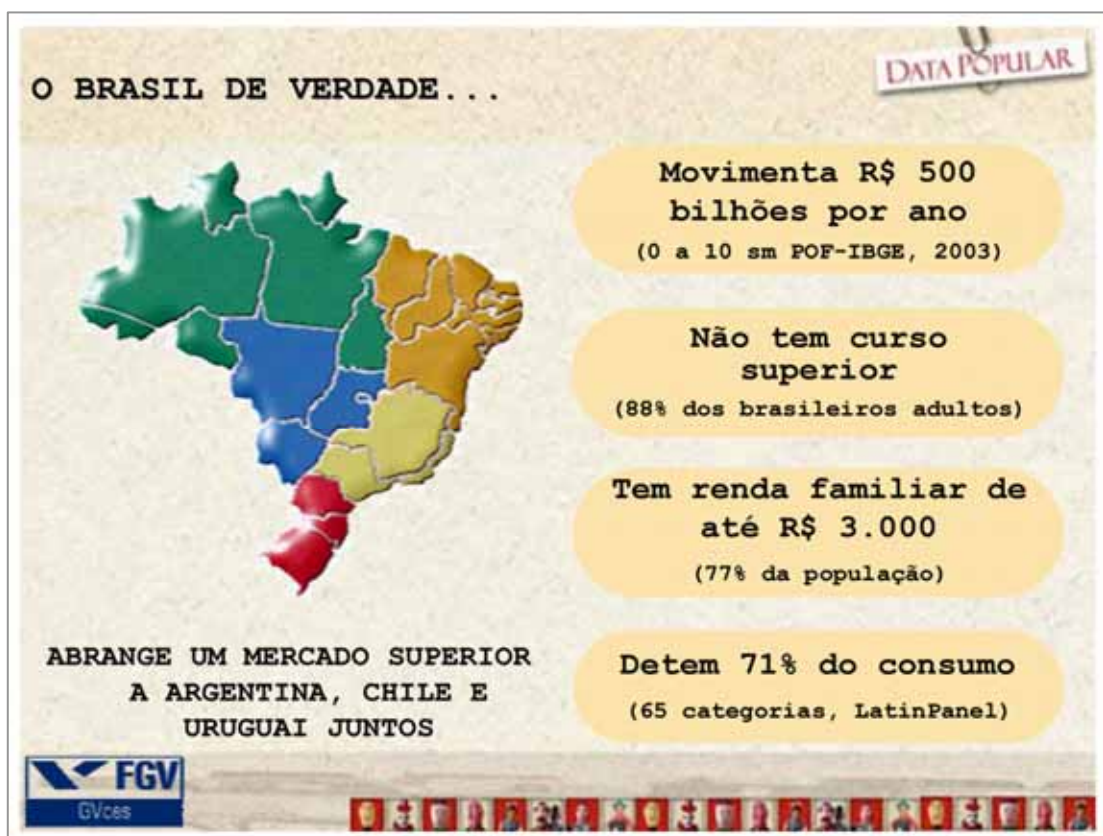 O BRASIL DE VERDADE...
DATA POPULAR
Movimenta R$ 500
bilhões por ano
(0 a 10 sm POF-IBGE, 2003)
Não tem curso
superior
(88% dos brasileiros adultos)
Tem renda familiar de
até R$ 3.000
(77% da população)
Detem 71% do consumo
(65 categorias, LatinPanel)
ABRANGE UM MERCADO SUPERIOR
A ARGENTINA, CHILE E
URUGUAI JUNTOS
FGV
GVces